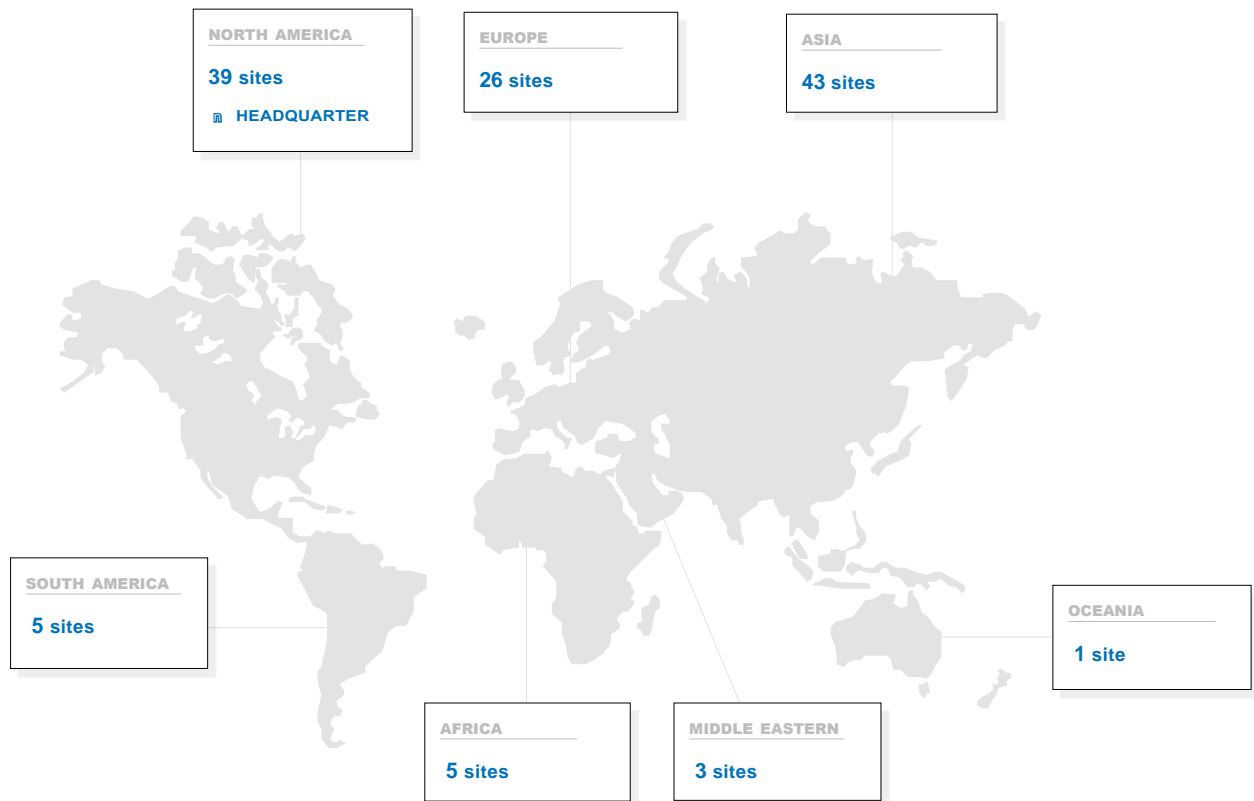 NORTH AMERICA
39 sites
HEADQUARTER
EUROPE
26 sites
ASIA
43 sites
SOUTH AMERICA
5 sites
OCEANIA
1 site
AFRICA
5 sites
MIDDLE EASTERN
3 sites